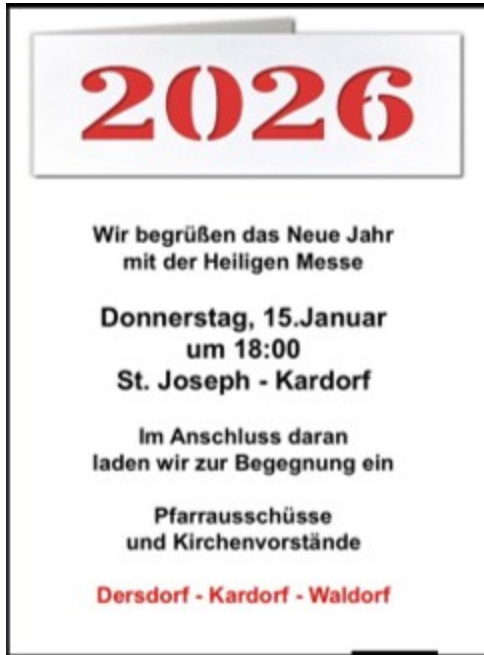 2026
Wir begrüßen das Neue Jahr
mit der Heiligen Messe
Donnerstag, 15.Januar
um 18:00
St. Joseph - Kardorf
Im Anschluss daran
laden wir zur Begegnung ein
Pfarrausschüsse
und Kirchenvorstände
Dersdorf - Kardorf - Waldorf